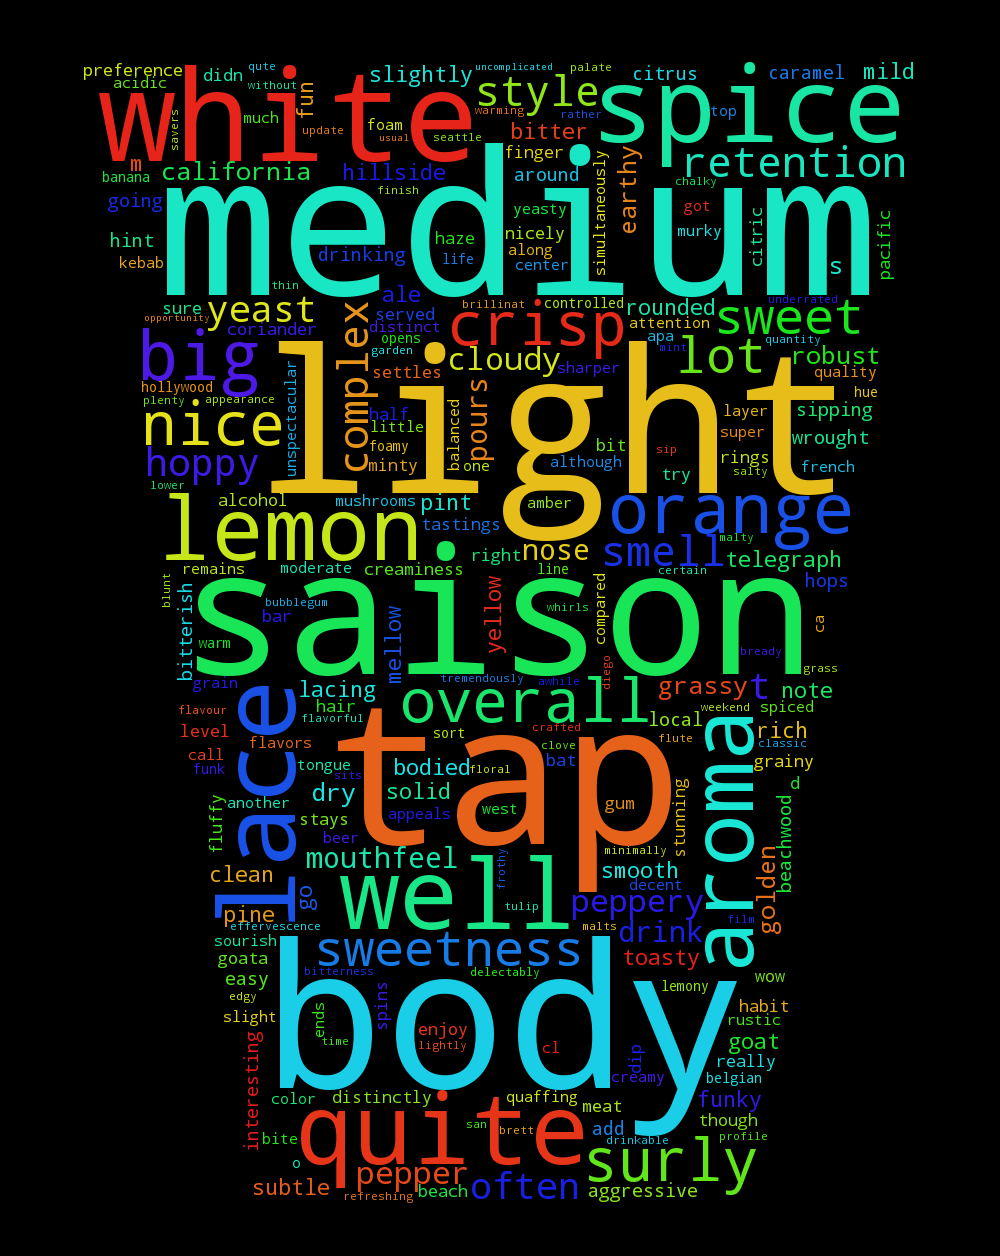 preference
acidic
didn
qute
without
fun
slightly
uncomplicated
palate
style
citrus
caramel
mild
white
savers
much
update
foam
usual
warming
seattle
bitter
rather
spice
top
m
banana
california
hillside
finish
finger
around
earthy
retention
going
medium
yeasty
simultaneously
chalky
got
citric
pacific
hint
kebab
drinking
haze
life
nicely
along
center
murky
s
thin
sure
yeast
opportunity
ale
served
distinct
opens
garden
brillinat
controlled
crisp
rounded
attention
apa
mint
underrated
sweet
quantity
big
coriander
complex
settles
cloudy
sharper
lot
robust
quality
hue
hollywood
plenty
appearance
unspectacular
half
little
foamy
minty
balanced
pours
one
light
layer
super
sipping
nice
hoppy
lower
bit
although
sip
try
rings
salty
wrought
french
alcohol
mushrooms
pint
tastings
amber
orange
lemon
nose
right
smell
malty
telegraph
remains
moderate
creaminess
line
certain
hops
blunt
bitterish
bubblegum
bar
warm
mellow
yellow
whirls
compared
ca
saison
bready
grass
grain
tremendously
awhile
diego
lacing
hair
flavorful
overall
grassy
t
note
flavour
level
call
funk
flavors
sort
crafted
clove
local
weekend
spiced
rich
flute
classic
grainy
lace
tongue
sits
tap
bodied
floral
bat
aroma
d
another
dry
solid
west
gum
stunning
beachwood
fluffy
stays
beer
appeals
minimally
mouthfeel
frothy
smooth
decent
golden
clean
well
tulip
peppery
film
pine
go
effervescence
malts
drink
sourish
goata
sweetness
bitterness
delectably
toasty
easy
edgy
slight
body
lemony
wow
habit
rustic
ends
time
spins
enjoy
lightly
cl
dip
creamy
goat
really
belgian
interesting
color
distinctly
quaffing
meat
funky
though
bite
quite
san
brett
add
drinkable
profile
o
subtle
pepper
refreshing
beach
often
surly
aggressive